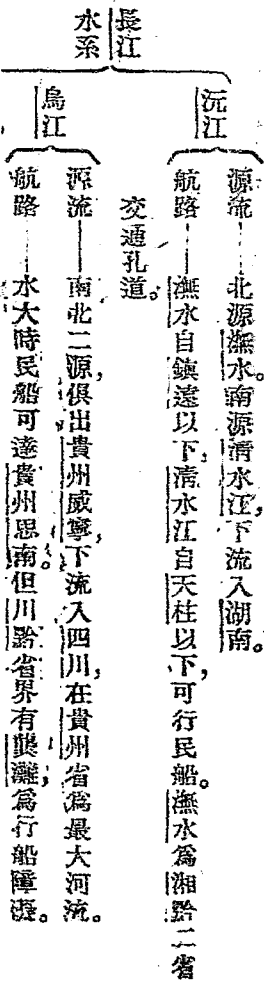 長江
水系
沅江
源流——北源㵲水。南源清水江，下流入湖南。
航路——㵲水自鎮遠以下，清水江自天柱以下，可行民船。㵲水爲湘黔二省
交通孔道。
烏江
源流——南北二源，俱出貴州威寧，下流入四川，在貴州省爲最大河流。
航路——水大時民船可達貴州思南。但川黔省界有龔灘，爲行船障礙。